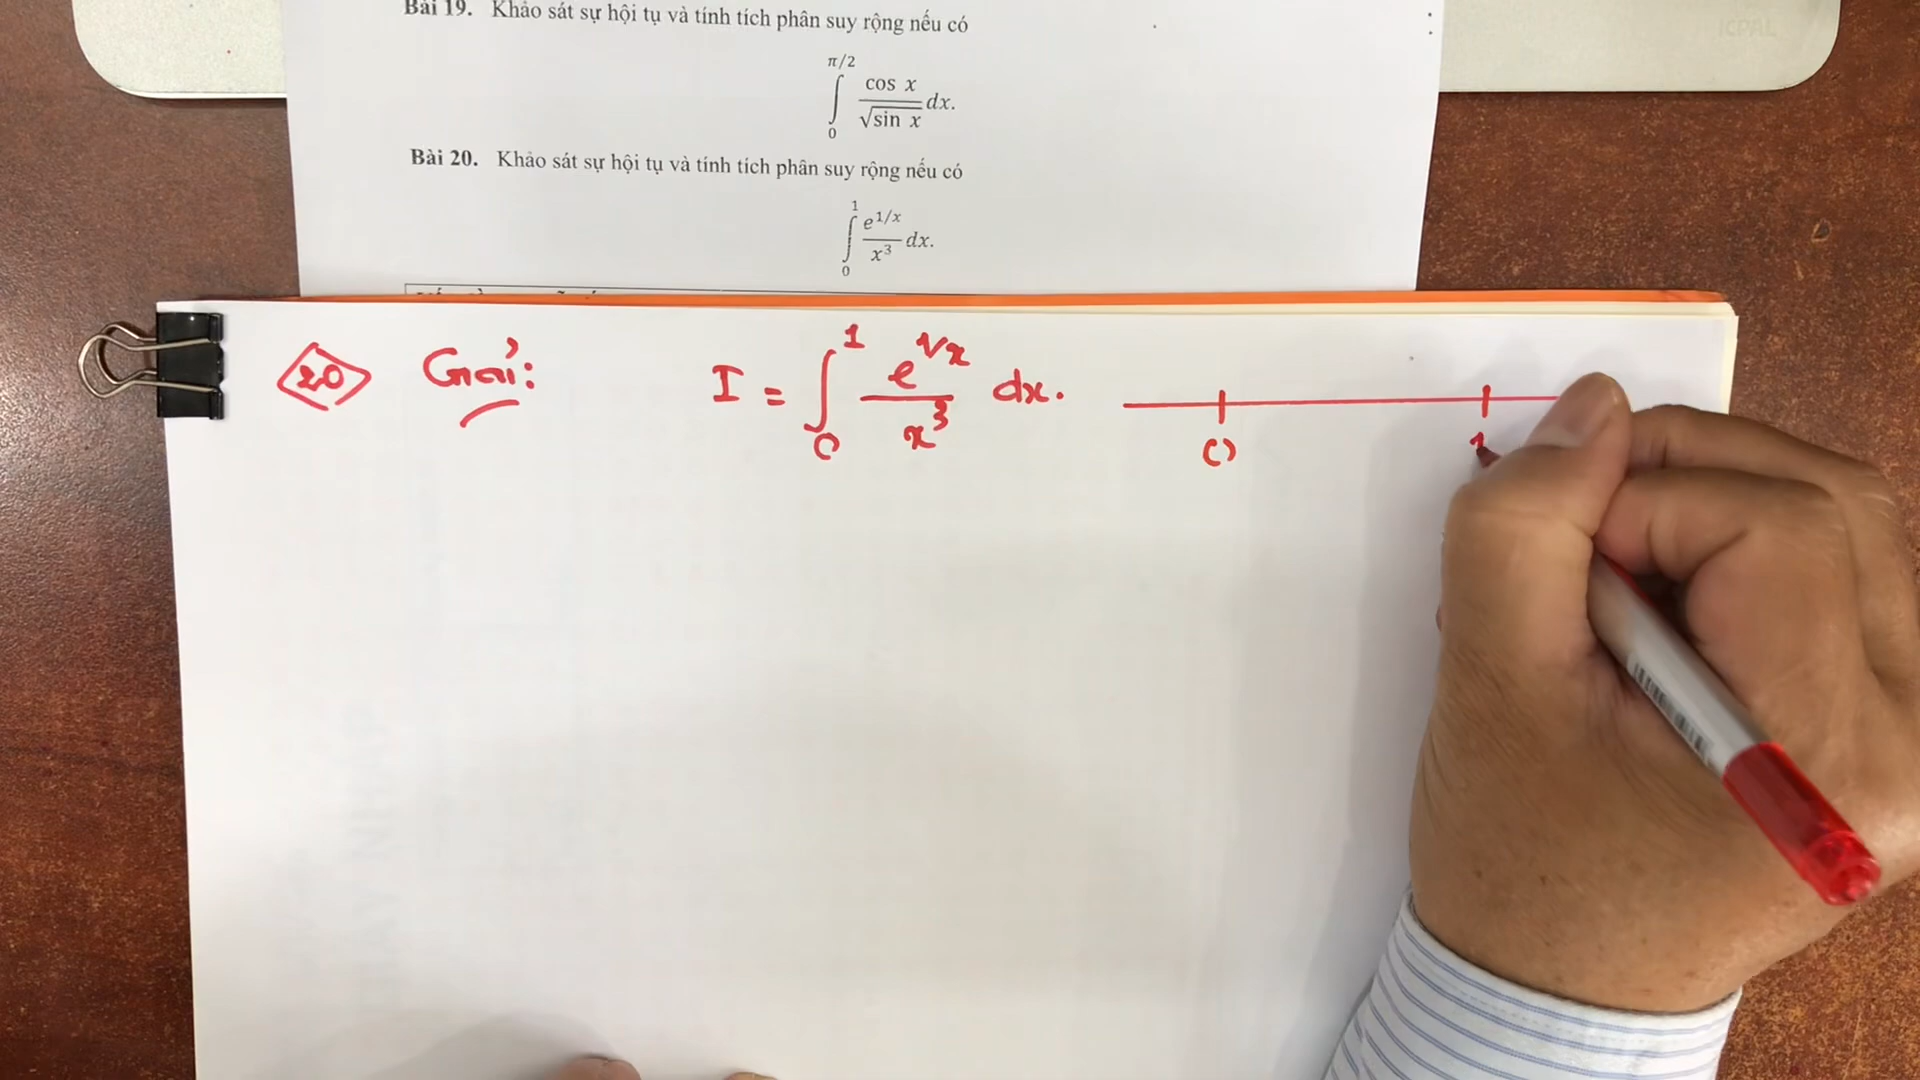 Bài 19. Khảo sát sự hội tụ và tính tích phân suy rộng nếu có
π/2
∫ cos x / √sin x dx.
0
Bài 20. Khảo sát sự hội tụ và tính tích phân suy rộng nếu có
1
∫ e^{1/x} / x³ dx.
0
20 Giải: I = ∫₀¹ e^{1/x} / x³ dx.
0 1